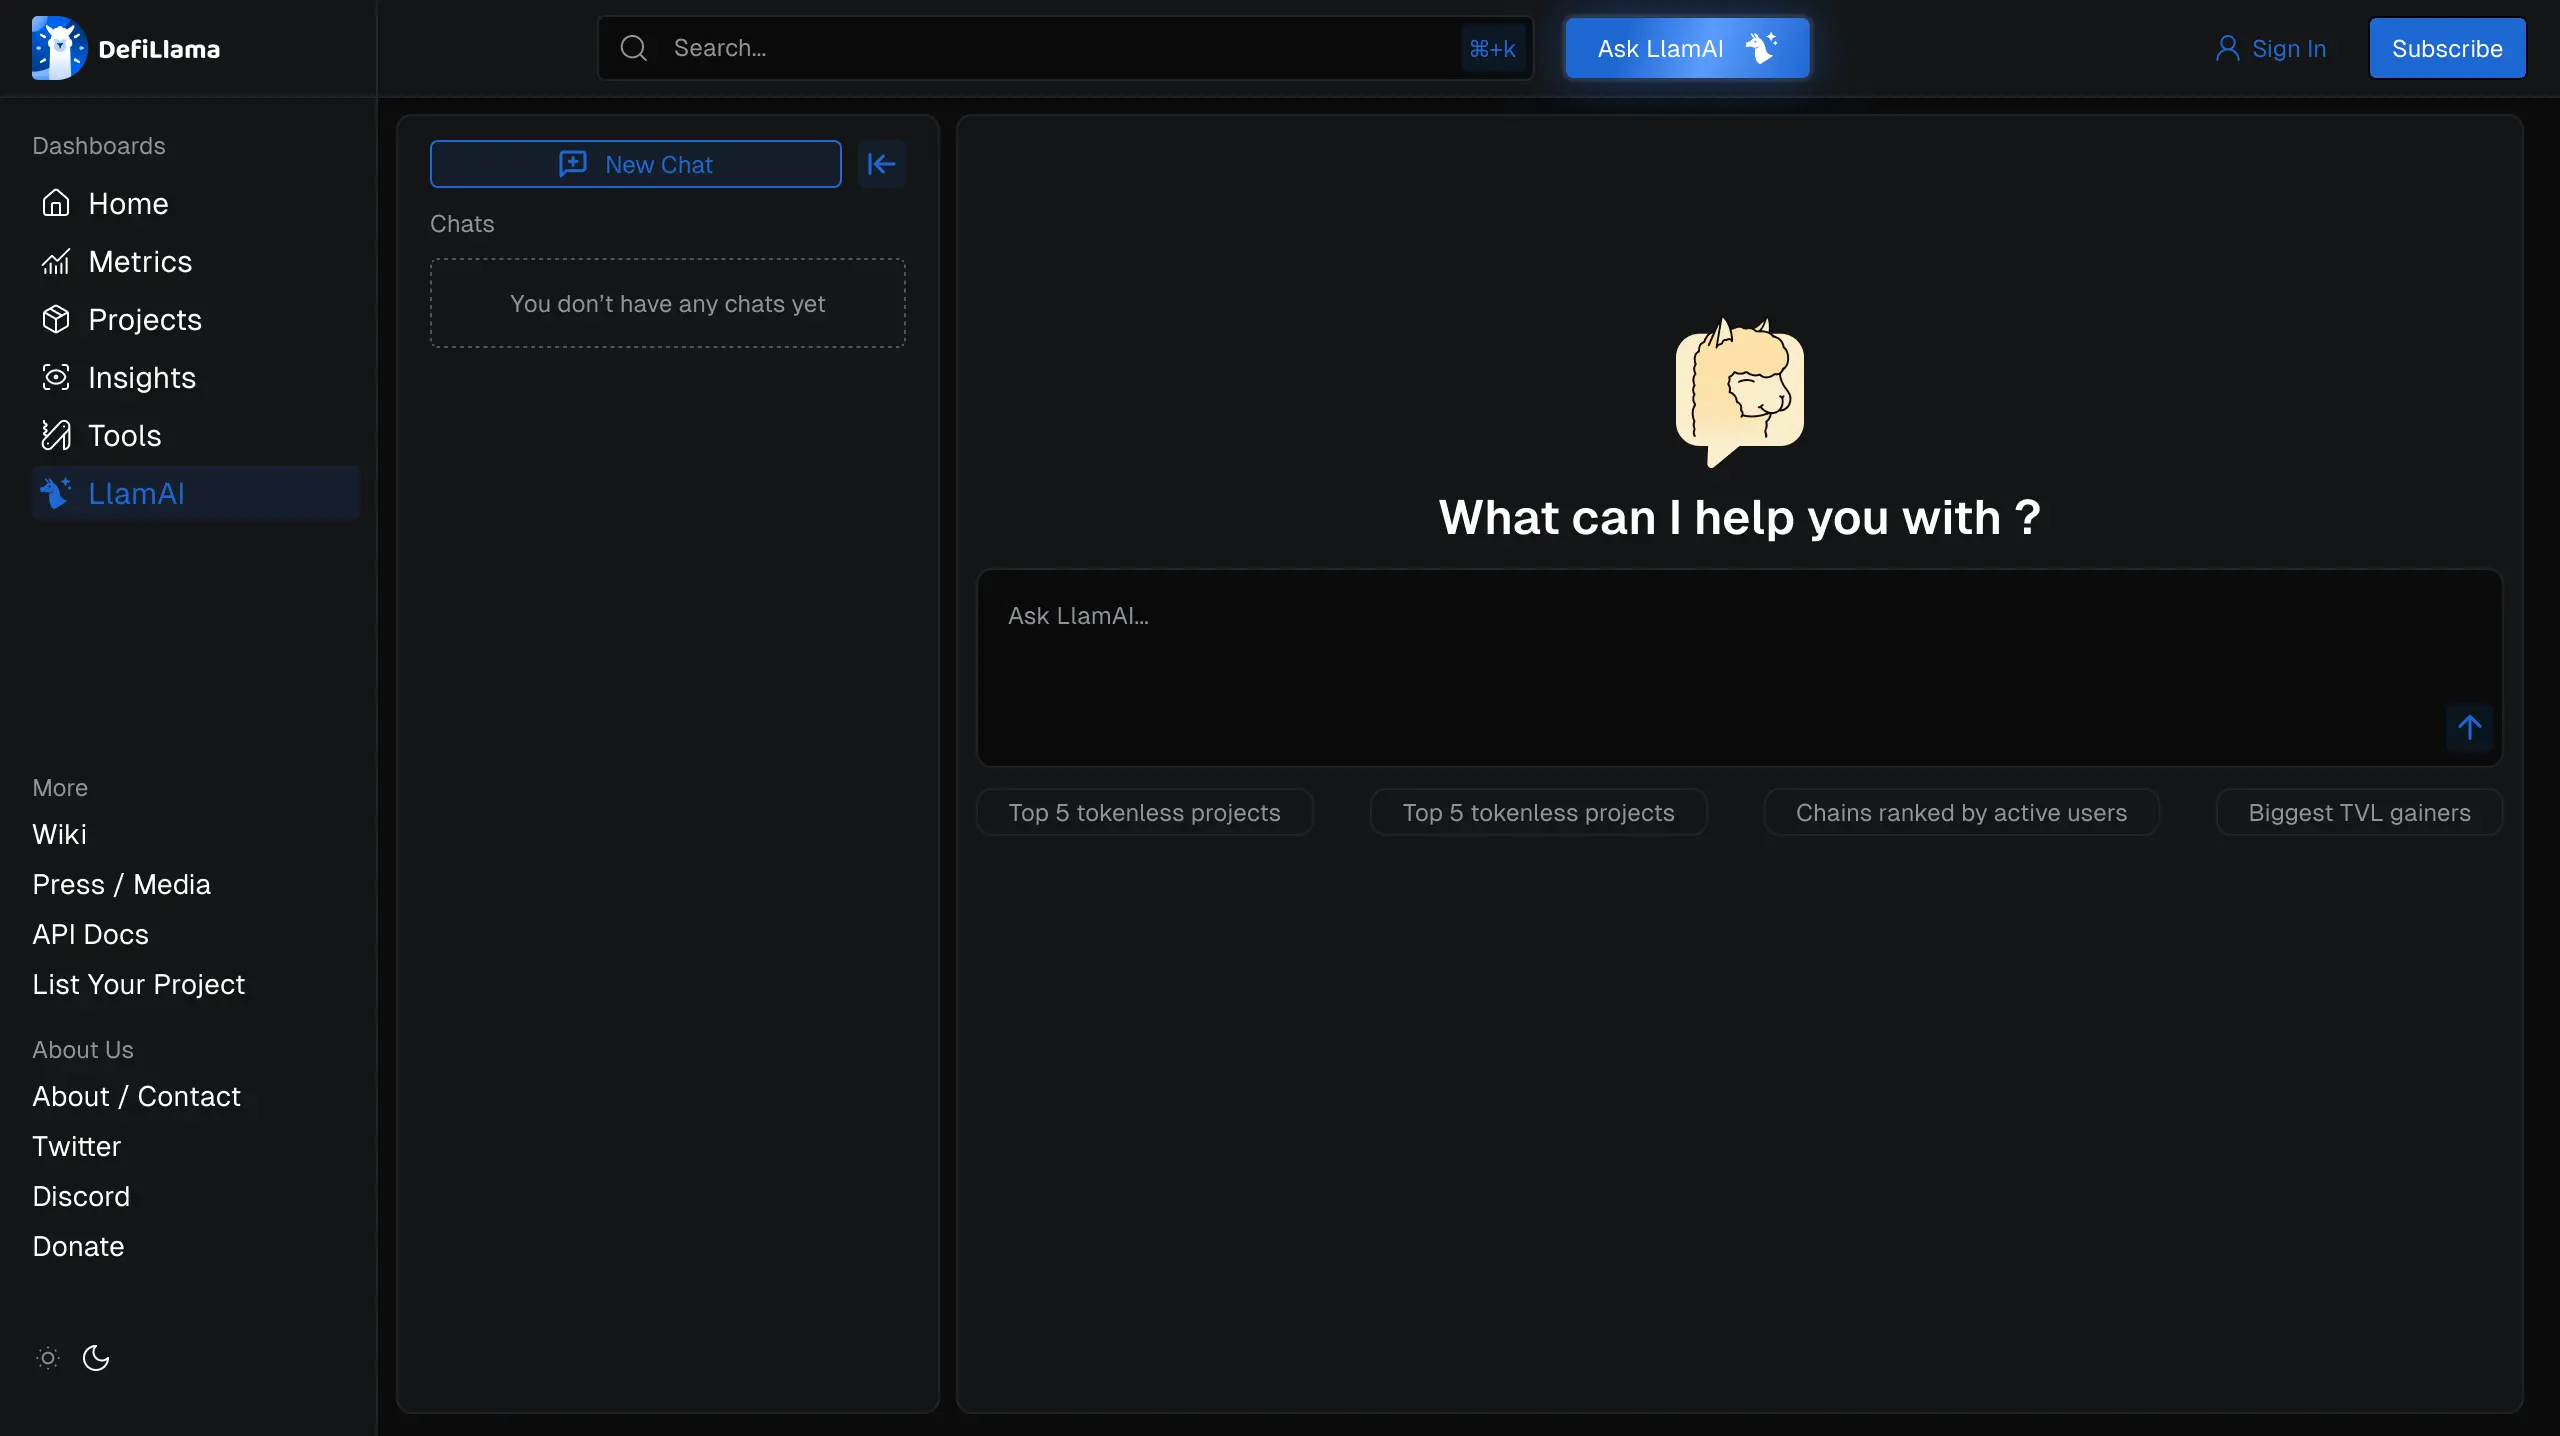 DefiLlama
Search...
⌘+k
Ask LlamAI
Sign In
Subscribe
Dashboards
Home
Metrics
Projects
Insights
Tools
LlamAI
More
Wiki
Press / Media
API Docs
List Your Project
About Us
About / Contact
Twitter
Discord
Donate
New Chat
Chats
You don’t have any chats yet
What can I help you with ?
Ask LlamAI...
Top 5 tokenless projects
Top 5 tokenless projects
Chains ranked by active users
Biggest TVL gainers